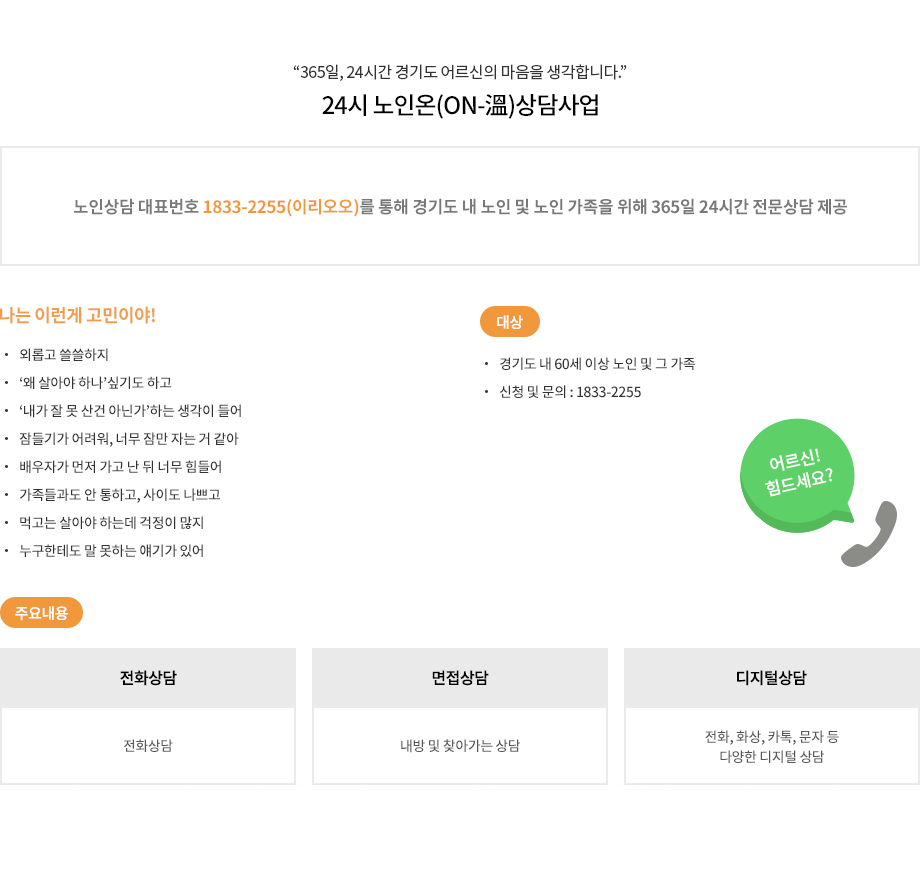 “365일, 24시간 경기도 어르신의 마음을 생각합니다.”
24시 노인온(ON-溫)상담사업
노인상담 대표번호 1833-2255(이리오오)를 통해 경기도 내 노인 및 노인 가족을 위해 365일 24시간 전문상담 제공
나는 이런게 고민이야!
· 외롭고 쓸쓸하지
· ‘왜 살아야 하나’싶기도 하고
· ‘내가 잘 못 산건 아닌가’하는 생각이 들어
· 잠들기가 어려워, 너무 잠만 자는 거 같아
· 배우자가 먼저 가고 난 뒤 너무 힘들어
· 가족들과도 안 통하고, 사이도 나쁘고
· 먹고는 살아야 하는데 걱정이 많지
· 누구한테도 말 못하는 얘기가 있어
대상
· 경기도 내 60세 이상 노인 및 그 가족
· 신청 및 문의 : 1833-2255
어르신!
힘드세요?
주요내용
전화상담
전화상담
면접상담
내방 및 찾아가는 상담
디지털상담
전화, 화상, 카톡, 문자 등
다양한 디지털 상담